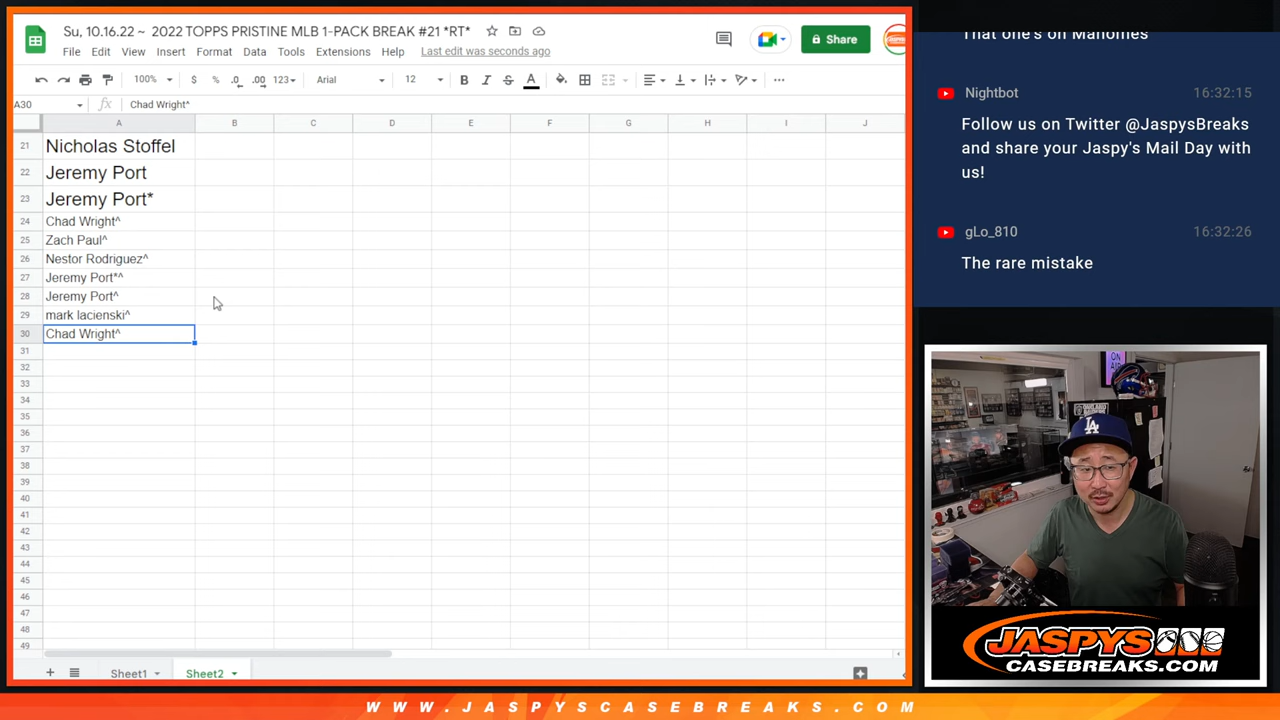 Su, 10.16.22 ~ 2022 TOPPS PRISTINE MLB 1-PACK BREAK #21 *RT*
File Edit View Insert Format Data Tools Extensions Help Last edit was seconds ago
Share
100% $ % .0 .00 123 Arial 12 B I S A
A30 fx Chad Wright^
A B C D E F G H I J
21 Nicholas Stoffel
22 Jeremy Port
23 Jeremy Port*
24 Chad Wright^
25 Zach Paul^
26 Nestor Rodriguez^
27 Jeremy Port*^
28 Jeremy Port^
29 mark lacienski^
30 Chad Wright^
31
32
33
34
35
36
37
38
39
40
41
42
43
44
45
46
47
48
49
Sheet1 Sheet2
That one's on Mahomes
Nightbot 16:32:15
Follow us on Twitter @JaspysBreaks
and share your Jaspy's Mail Day with
us!
gLo_810 16:32:26
The rare mistake
ON
AIR
LA
JASPYS
CASEBREAKS.COM
WWW.JASPYSCASEBREAKS.COM